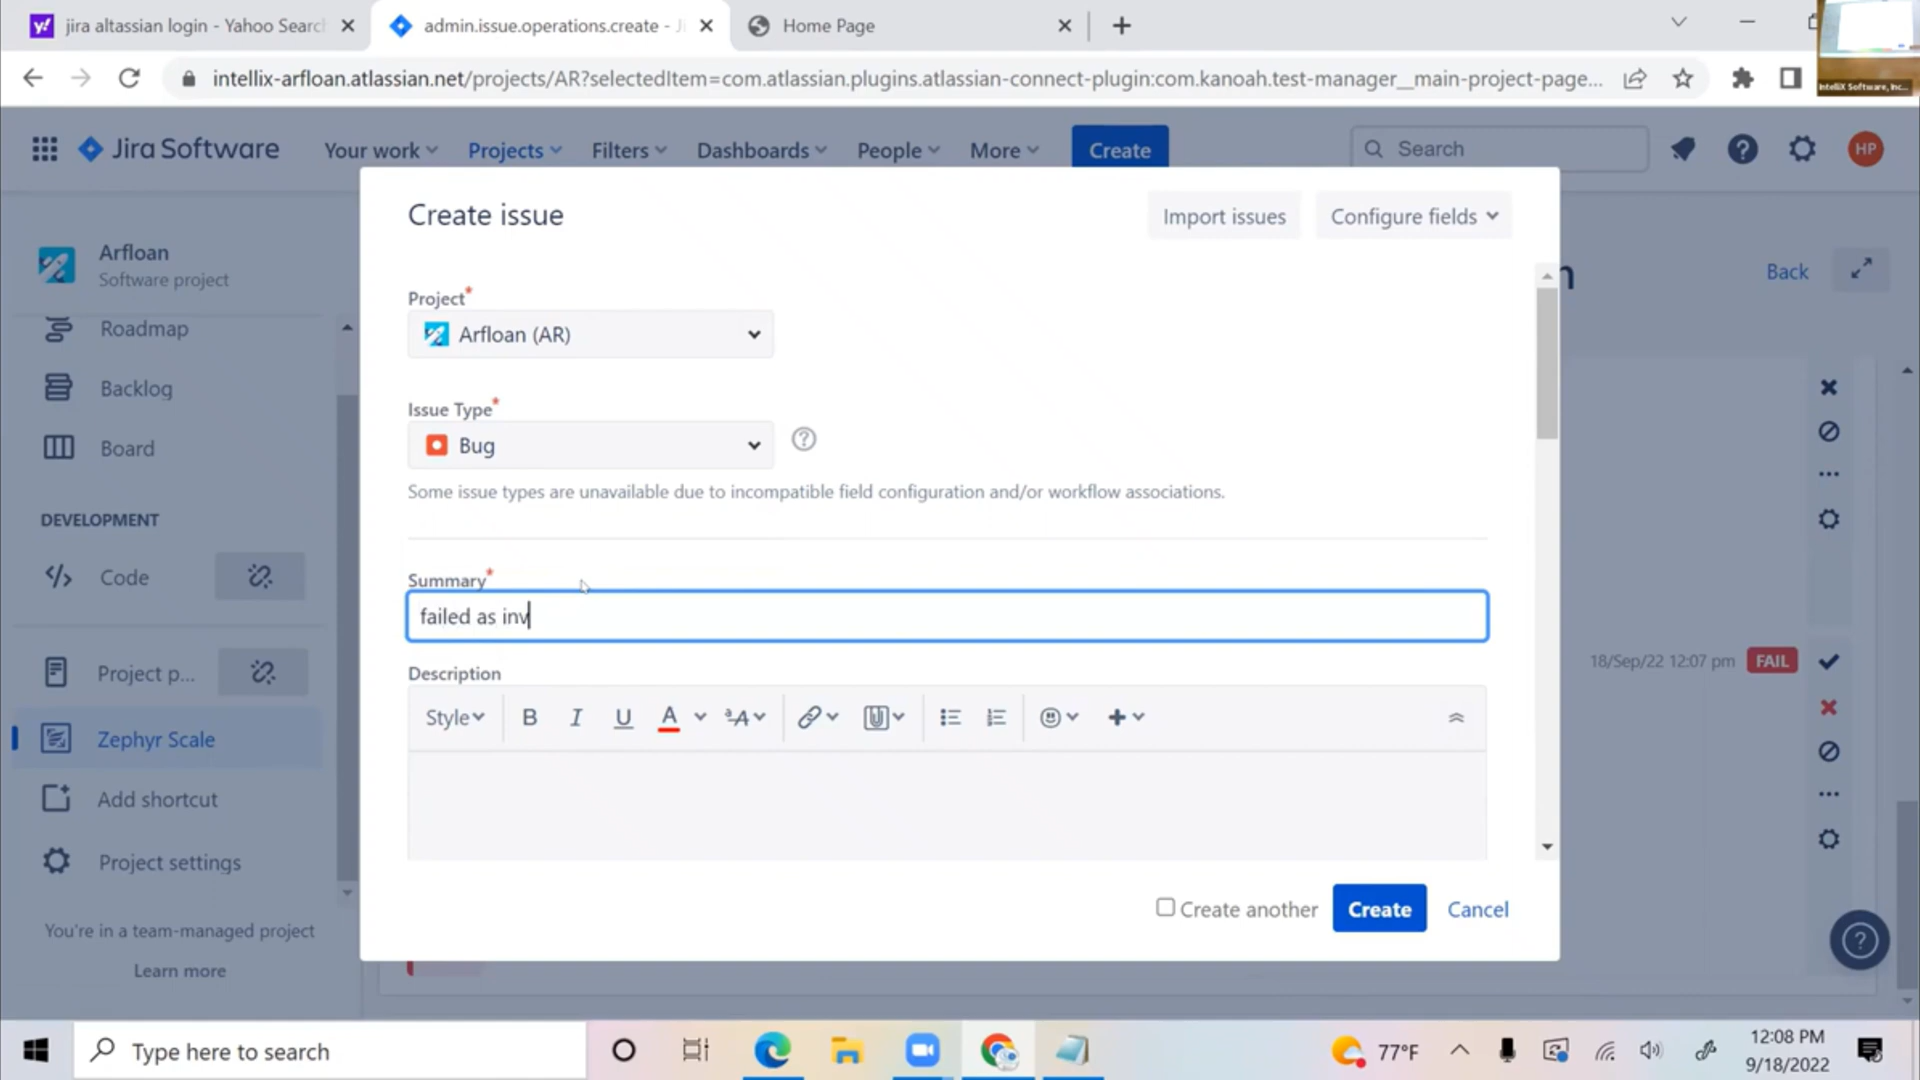 jira altassian login - Yahoo Search
admin.issue.operations.create - Ji
Home Page
intellix-arfloan.atlassian.net/projects/AR?selectedItem=com.atlassian.plugins.atlassian-connect-plugin:com.kanoah.test-manager__main-project-page...
IntelliX Software, Inc...
Jira Software
Your work
Projects
Filters
Dashboards
People
More
Create
Search
HP
Create issue
Import issues
Configure fields
Arfloan
Software project
Back
Project*
Arfloan (AR)
Roadmap
Backlog
Board
Issue Type*
Bug
Some issue types are unavailable due to incompatible field configuration and/or workflow associations.
DEVELOPMENT
Code
Summary*
failed as inv
Description
Style
18/Sep/22 12:07 pm
FAIL
Project p...
Zephyr Scale
Add shortcut
Project settings
Create another
Create
Cancel
You're in a team-managed project
Learn more
Type here to search
77°F
12:08 PM
9/18/2022